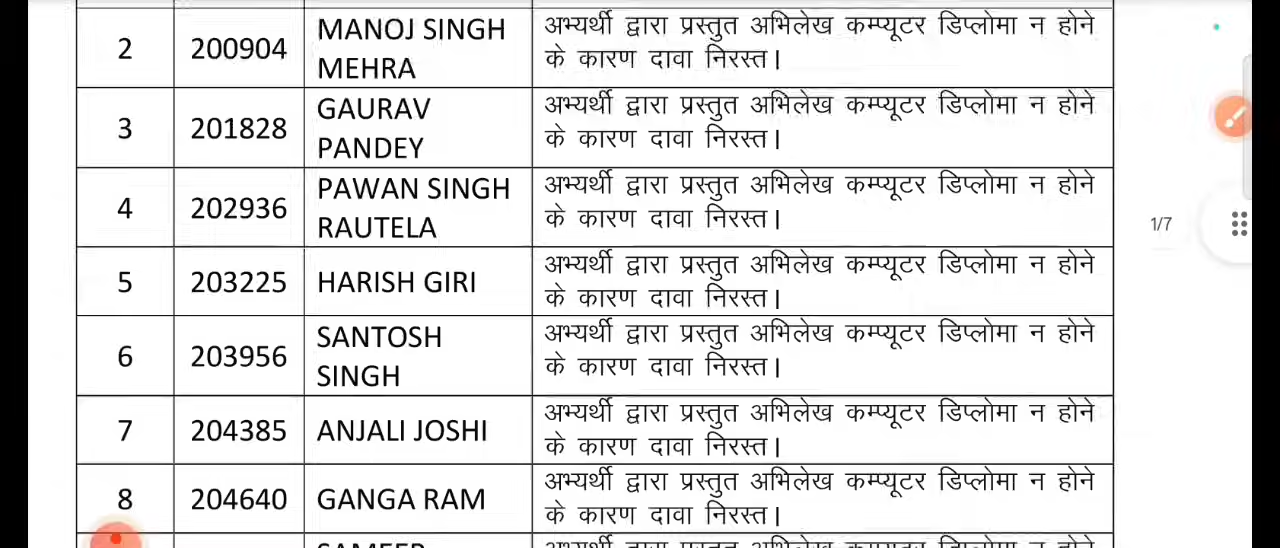 2
200904
MANOJ SINGH
MEHRA
अभ्यर्थी द्वारा प्रस्तुत अभिलेख कम्प्यूटर डिप्लोमा न होने
के कारण दावा निरस्त।
3
201828
GAURAV
PANDEY
अभ्यर्थी द्वारा प्रस्तुत अभिलेख कम्प्यूटर डिप्लोमा न होने
के कारण दावा निरस्त।
4
202936
PAWAN SINGH
RAUTELA
अभ्यर्थी द्वारा प्रस्तुत अभिलेख कम्प्यूटर डिप्लोमा न होने
के कारण दावा निरस्त।
1/7
5
203225
HARISH GIRI
अभ्यर्थी द्वारा प्रस्तुत अभिलेख कम्प्यूटर डिप्लोमा न होने
के कारण दावा निरस्त।
6
203956
SANTOSH
SINGH
अभ्यर्थी द्वारा प्रस्तुत अभिलेख कम्प्यूटर डिप्लोमा न होने
के कारण दावा निरस्त।
7
204385
ANJALI JOSHI
अभ्यर्थी द्वारा प्रस्तुत अभिलेख कम्प्यूटर डिप्लोमा न होने
के कारण दावा निरस्त।
8
204640
GANGA RAM
अभ्यर्थी द्वारा प्रस्तुत अभिलेख कम्प्यूटर डिप्लोमा न होने
के कारण दावा निरस्त।